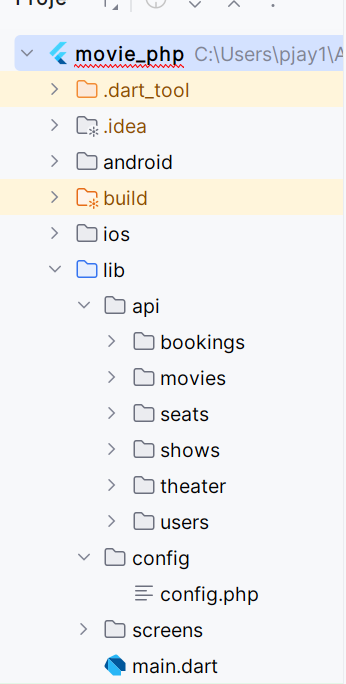 Proje
movie_php C:\Users\pjay1\A
.dart_tool
.idea
android
build
ios
lib
api
bookings
movies
seats
shows
theater
users
config
config.php
screens
main.dart